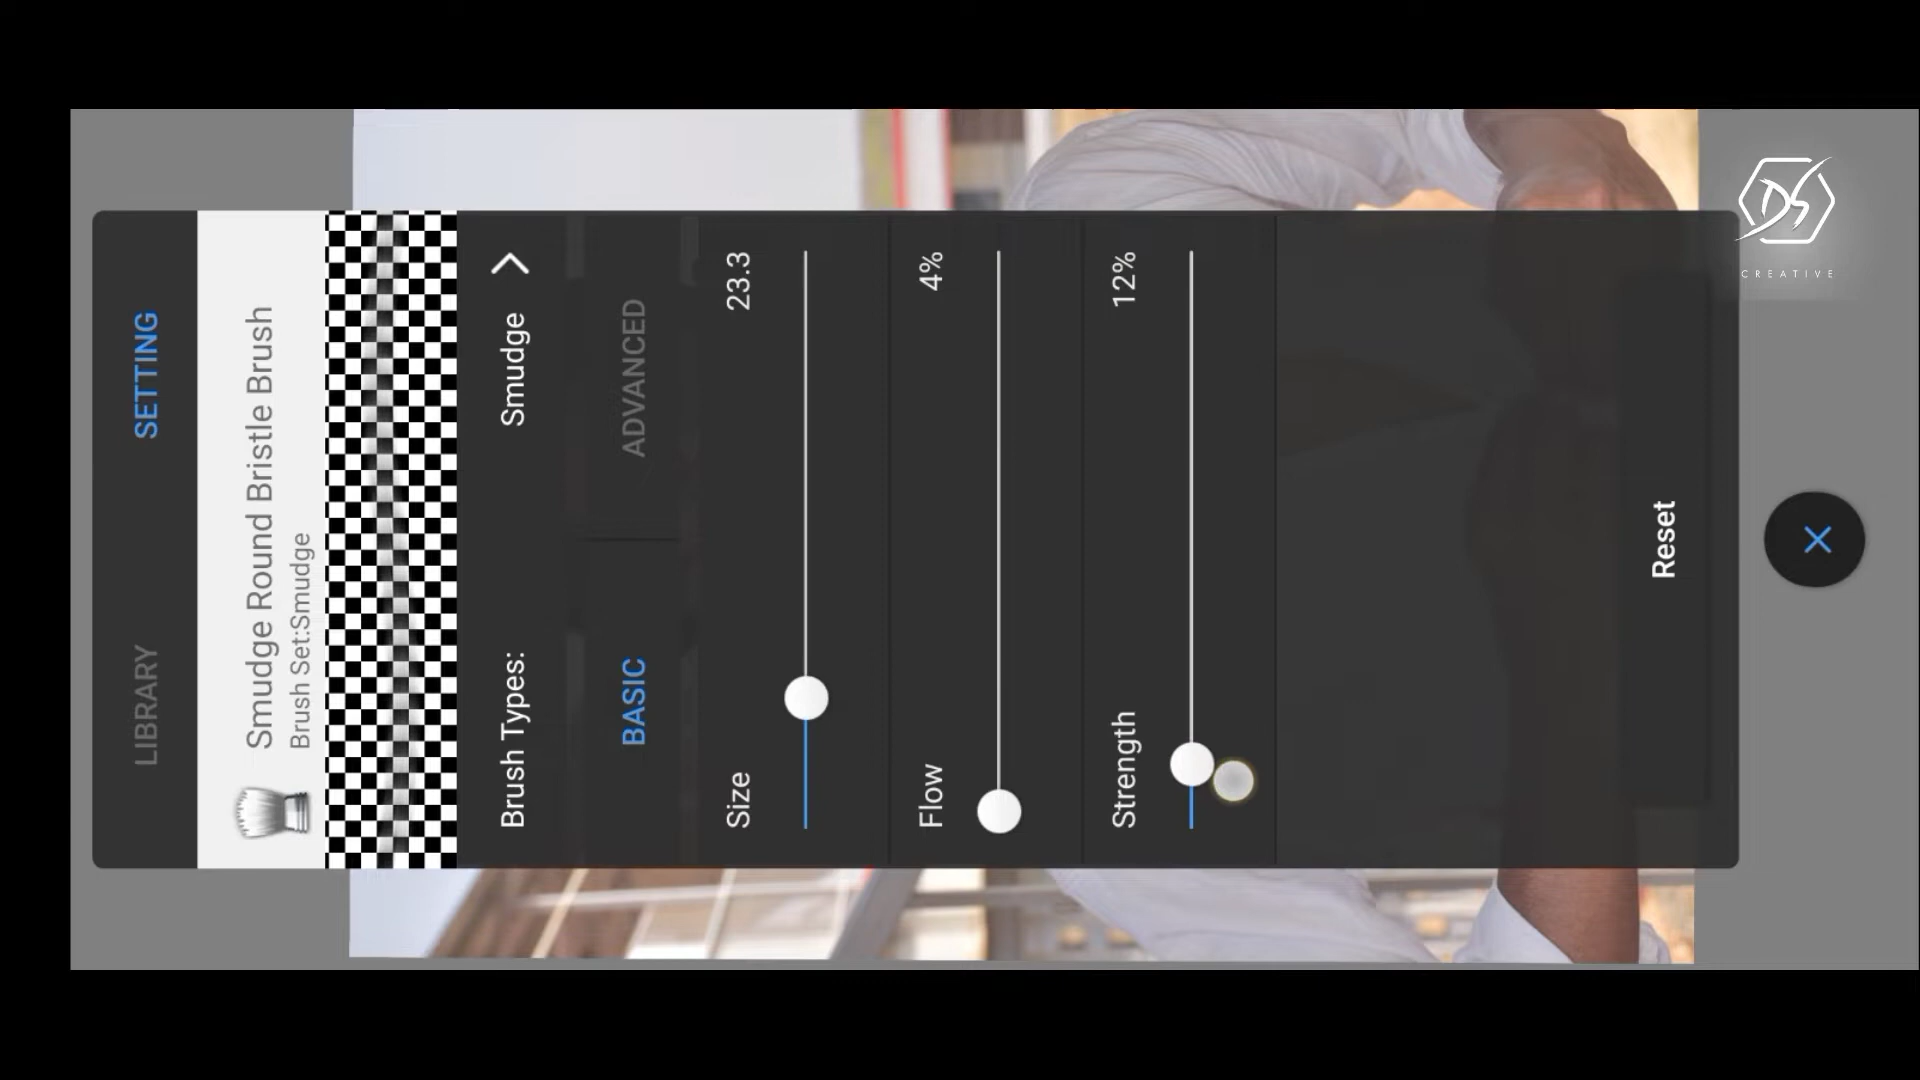 LIBRARY SETTING
Smudge Round Bristle Brush
Brush Set:Smudge
Brush Types: Smudge
BASIC ADVANCED
Size 23.3
Flow 4%
Strength 12%
Reset
DS
CREATIVE